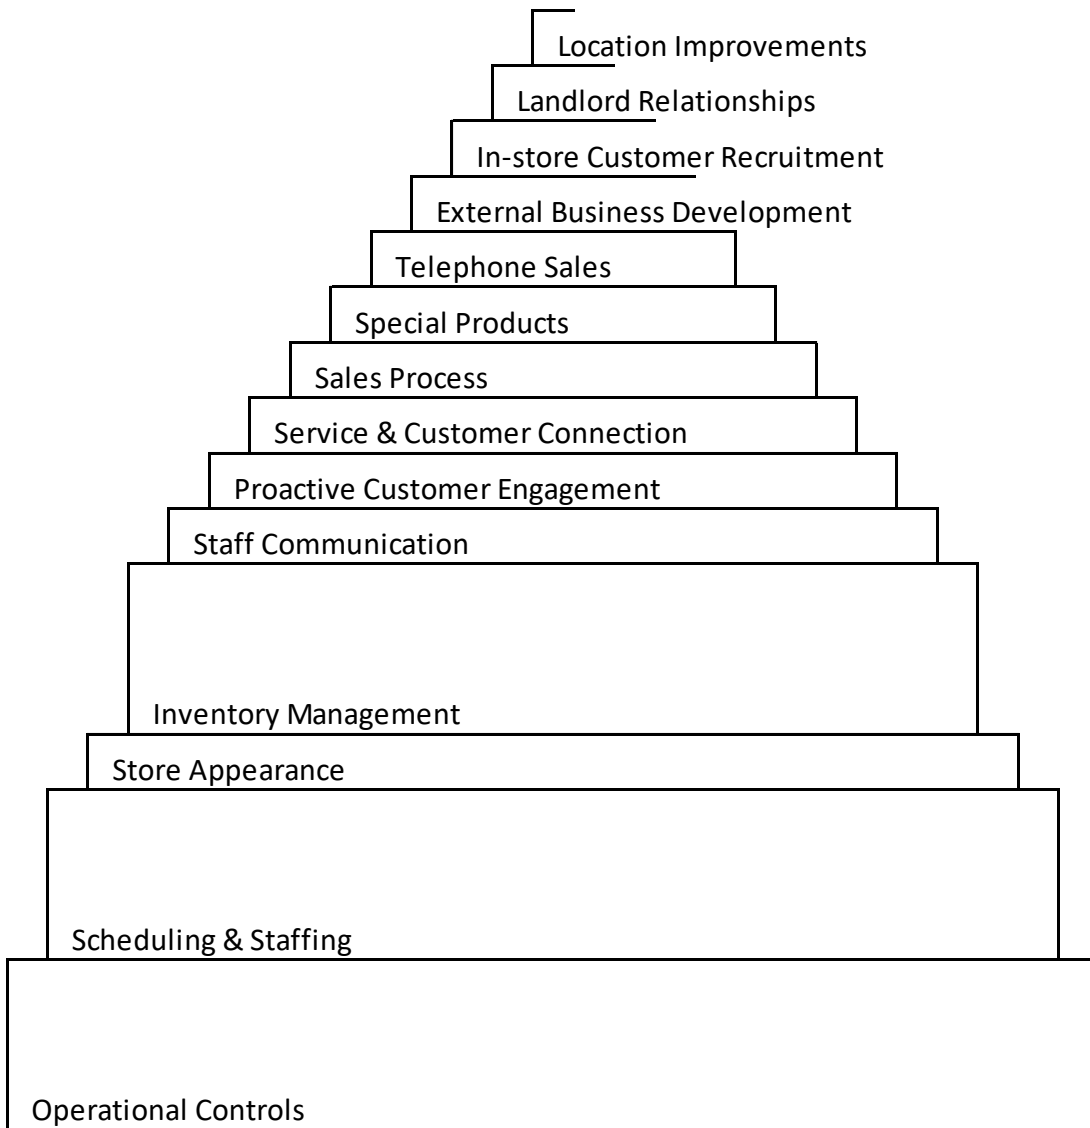 Location Improvements
Landlord Relationships
In-store Customer Recruitment
External Business Development
Telephone Sales
Special Products
Sales Process
Service & Customer Connection
Proactive Customer Engagement
Staff Communication
Inventory Management
Store Appearance
Scheduling & Staffing
Operational Controls